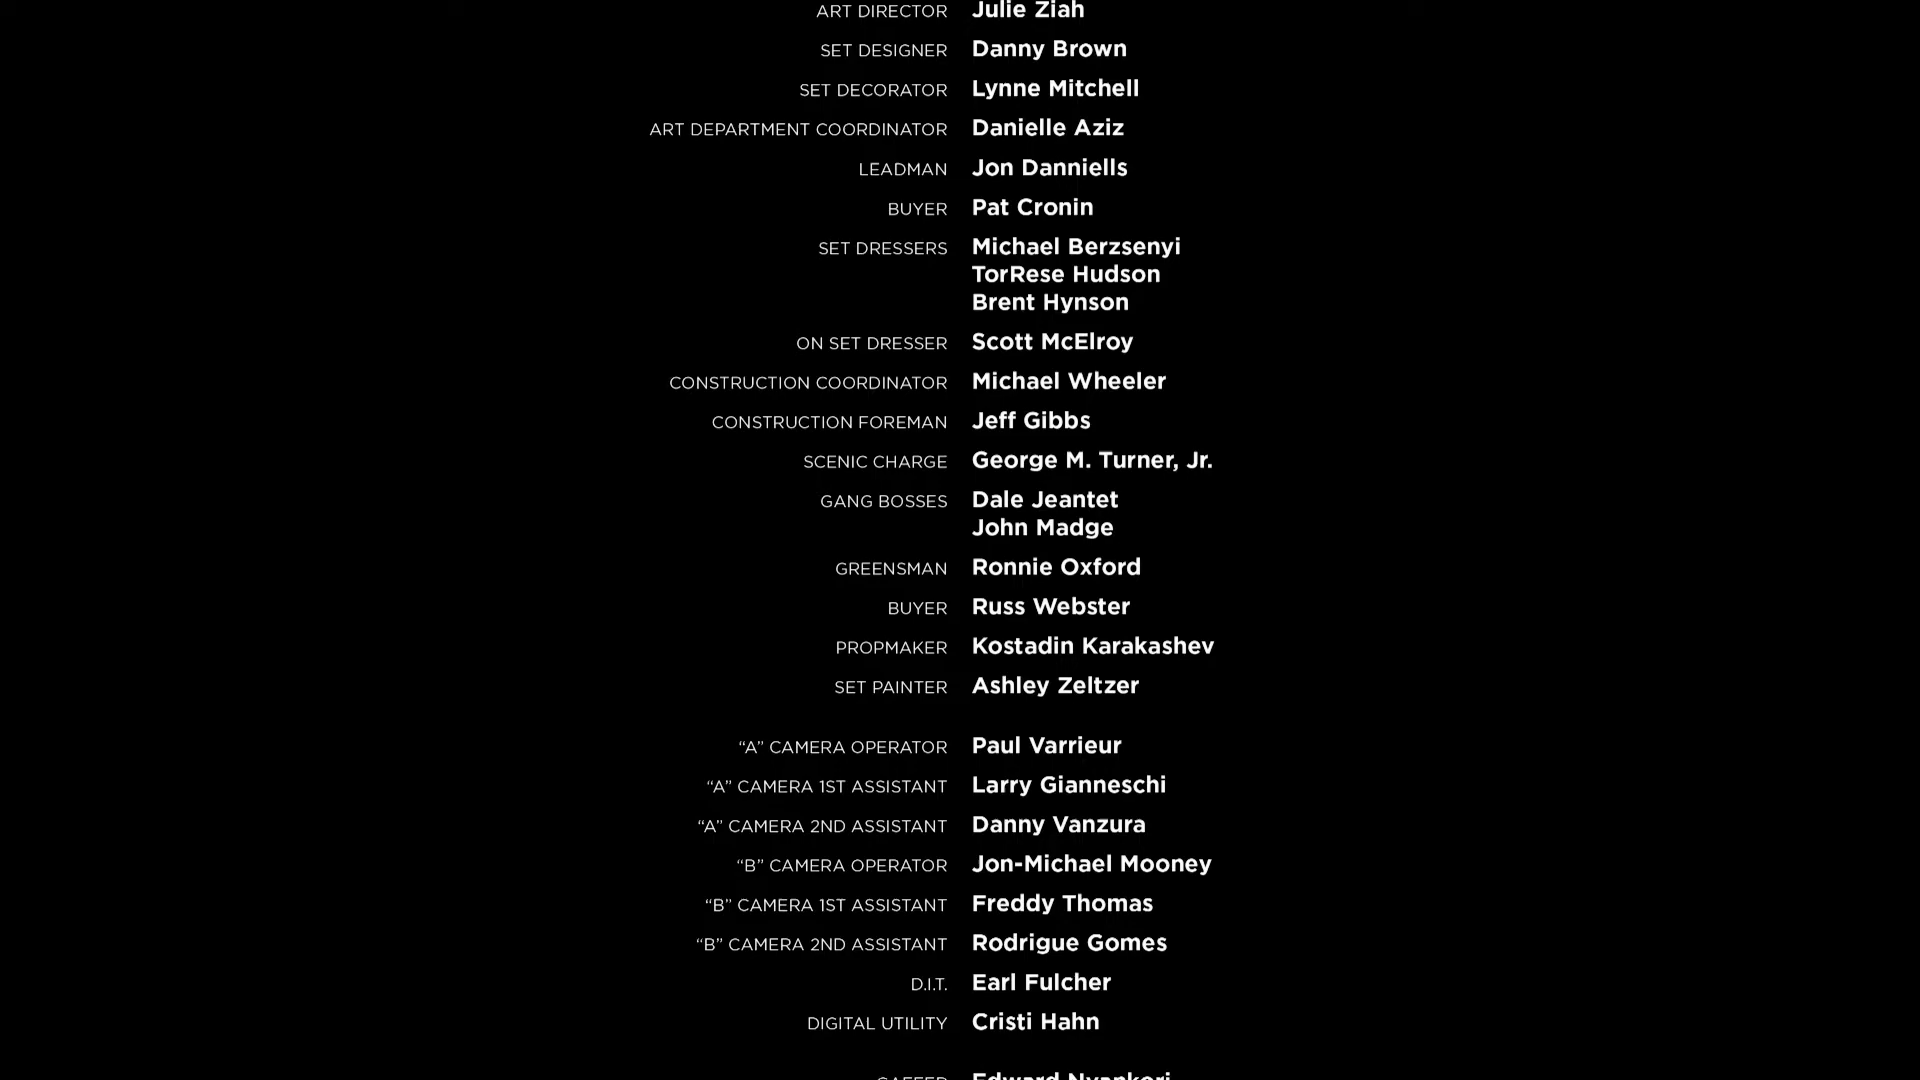 ART DIRECTOR Julie Ziah
SET DESIGNER Danny Brown
SET DECORATOR Lynne Mitchell
ART DEPARTMENT COORDINATOR Danielle Aziz
LEADMAN Jon Danniells
BUYER Pat Cronin
SET DRESSERS Michael Berzsenyi
TorRese Hudson
Brent Hynson
ON SET DRESSER Scott McElroy
CONSTRUCTION COORDINATOR Michael Wheeler
CONSTRUCTION FOREMAN Jeff Gibbs
SCENIC CHARGE George M. Turner, Jr.
GANG BOSSES Dale Jeantet
John Madge
GREENSMAN Ronnie Oxford
BUYER Russ Webster
PROPMAKER Kostadin Karakashev
SET PAINTER Ashley Zeltzer
“A” CAMERA OPERATOR Paul Varrieur
“A” CAMERA 1ST ASSISTANT Larry Gianneschi
“A” CAMERA 2ND ASSISTANT Danny Vanzura
“B” CAMERA OPERATOR Jon-Michael Mooney
“B” CAMERA 1ST ASSISTANT Freddy Thomas
“B” CAMERA 2ND ASSISTANT Rodrigue Gomes
D.I.T. Earl Fulcher
DIGITAL UTILITY Cristi Hahn
GAFFER Edward